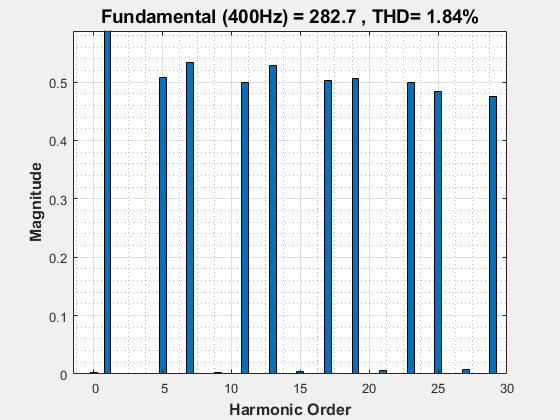 Fundamental (400Hz) = 282.7 , THD= 1.84%
0.5
0.4
0.3
0.2
0.1
0
Magnitude
0 5 10 15 20 25 30
Harmonic Order